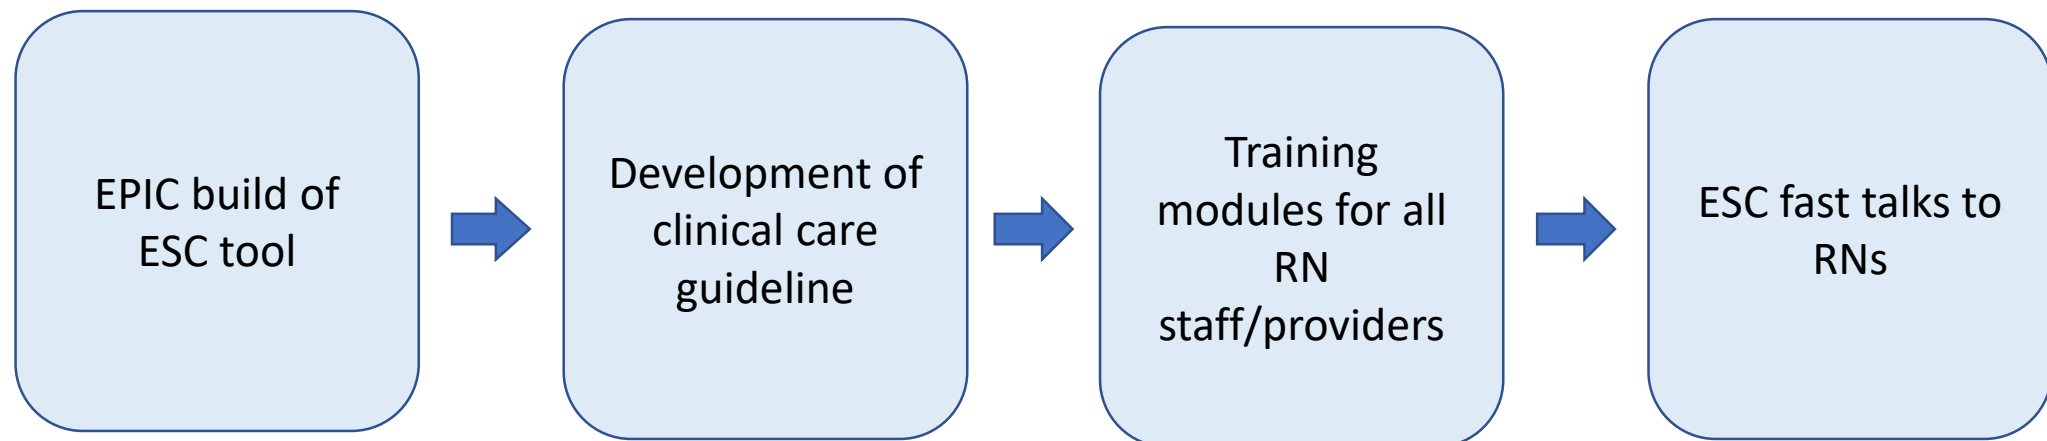 EPIC build of
ESC tool
Development of
clinical care
guideline
Training
modules for all
RN
staff/providers
ESC fast talks to
RNs